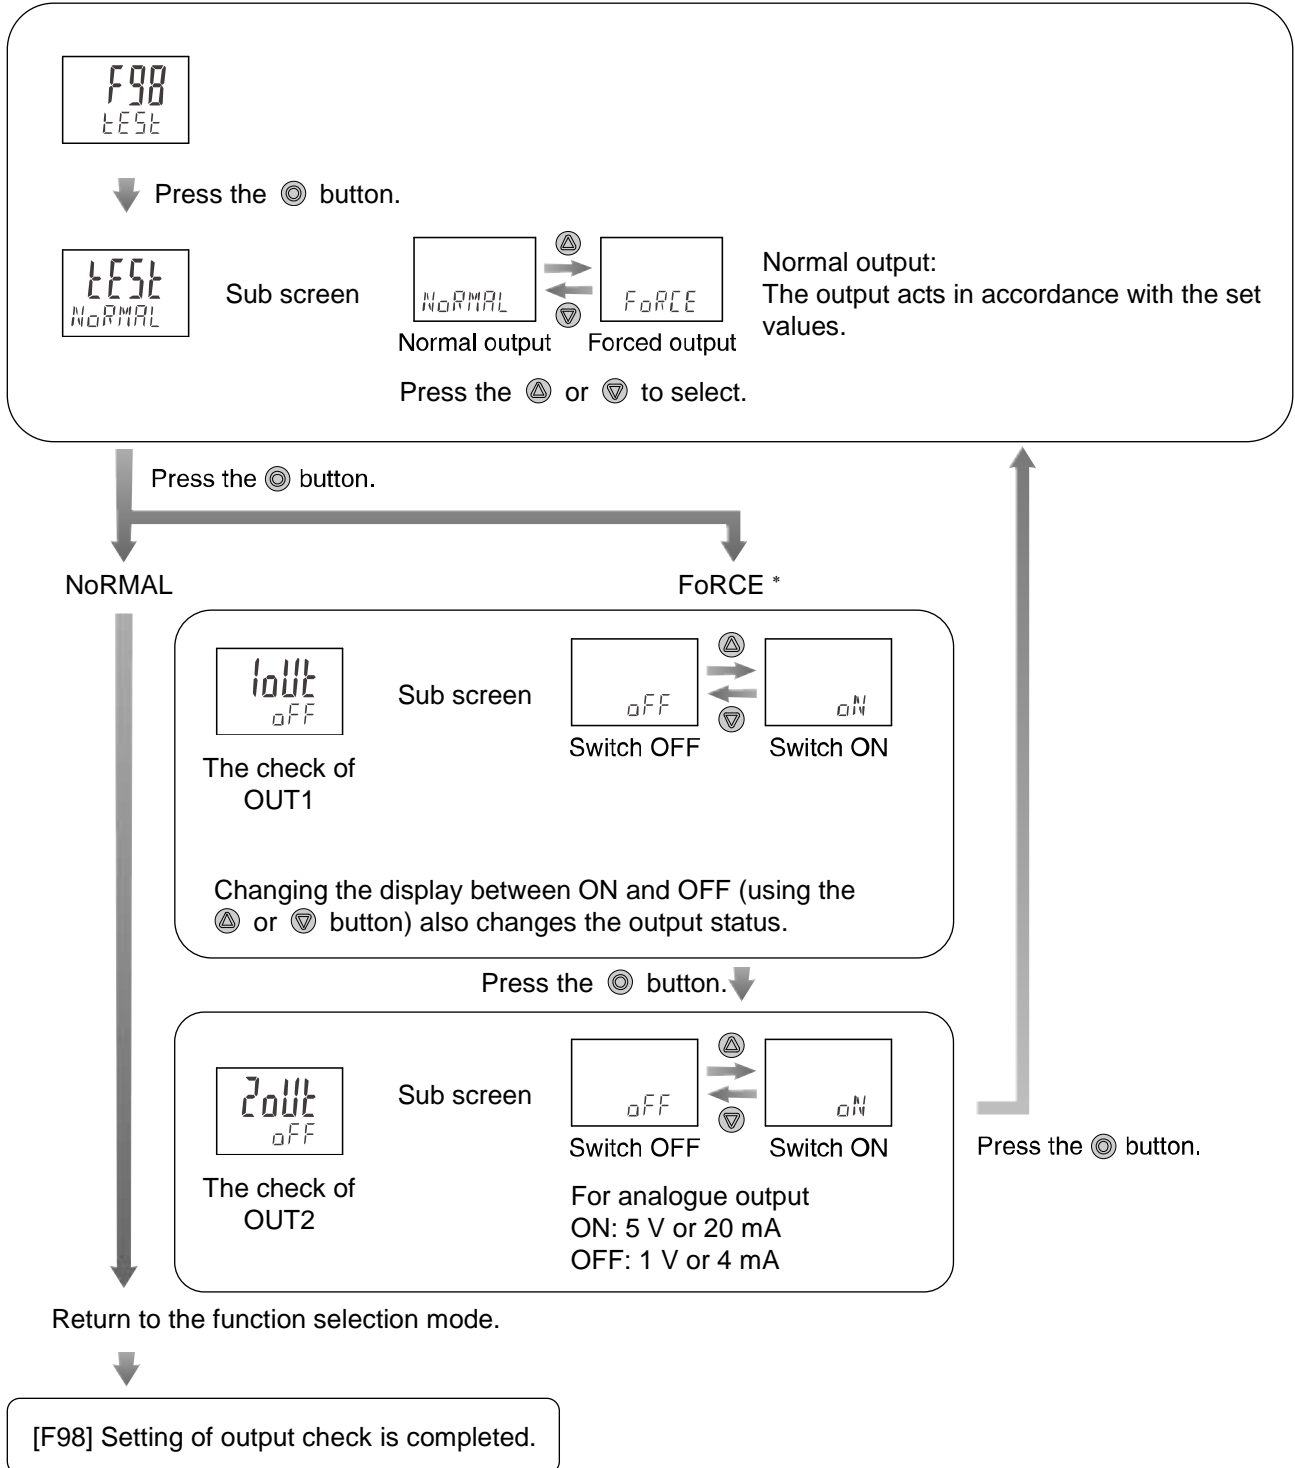 F98
tESt
Press the button.
tESt
NoRMAL
Sub screen
NoRMAL
FoRCE
Normal output
Forced output
Normal output:
The output acts in accordance with the set
values.
Press the or to select.
Press the button.
NoRMAL
FoRCE *
1oUt
oFF
Sub screen
oFF
oN
Switch OFF
Switch ON
The check of
OUT1
Changing the display between ON and OFF (using the
or button) also changes the output status.
Press the button.
2oUt
oFF
Sub screen
oFF
oN
Switch OFF
Switch ON
Press the button.
The check of
OUT2
For analogue output
ON: 5 V or 20 mA
OFF: 1 V or 4 mA
Return to the function selection mode.
[F98] Setting of output check is completed.